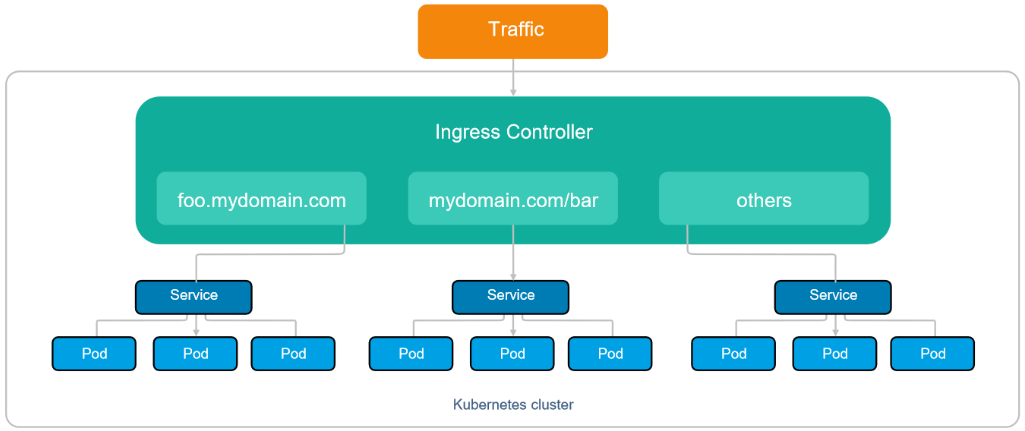 Traffic
Ingress Controller
foo.mydomain.com
mydomain.com/bar
others
Service
Service
Service
Pod
Pod
Pod
Pod
Pod
Pod
Pod
Pod
Pod
Kubernetes cluster